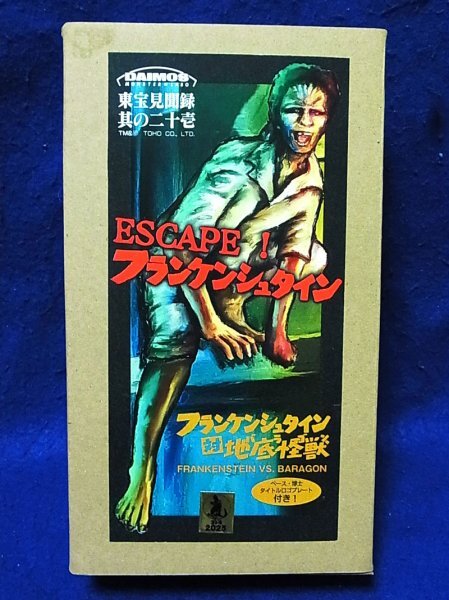 DAIMOS
東宝見聞録
其の二十壱
TM&© TOHO CO., LTD.
ESCAPE!
フランケンシュタイン
フランケンシュタイン
対地底怪獣
FRANKENSTEIN VS. BARAGON
ベース・博士
タイトルロゴプレート
付き!